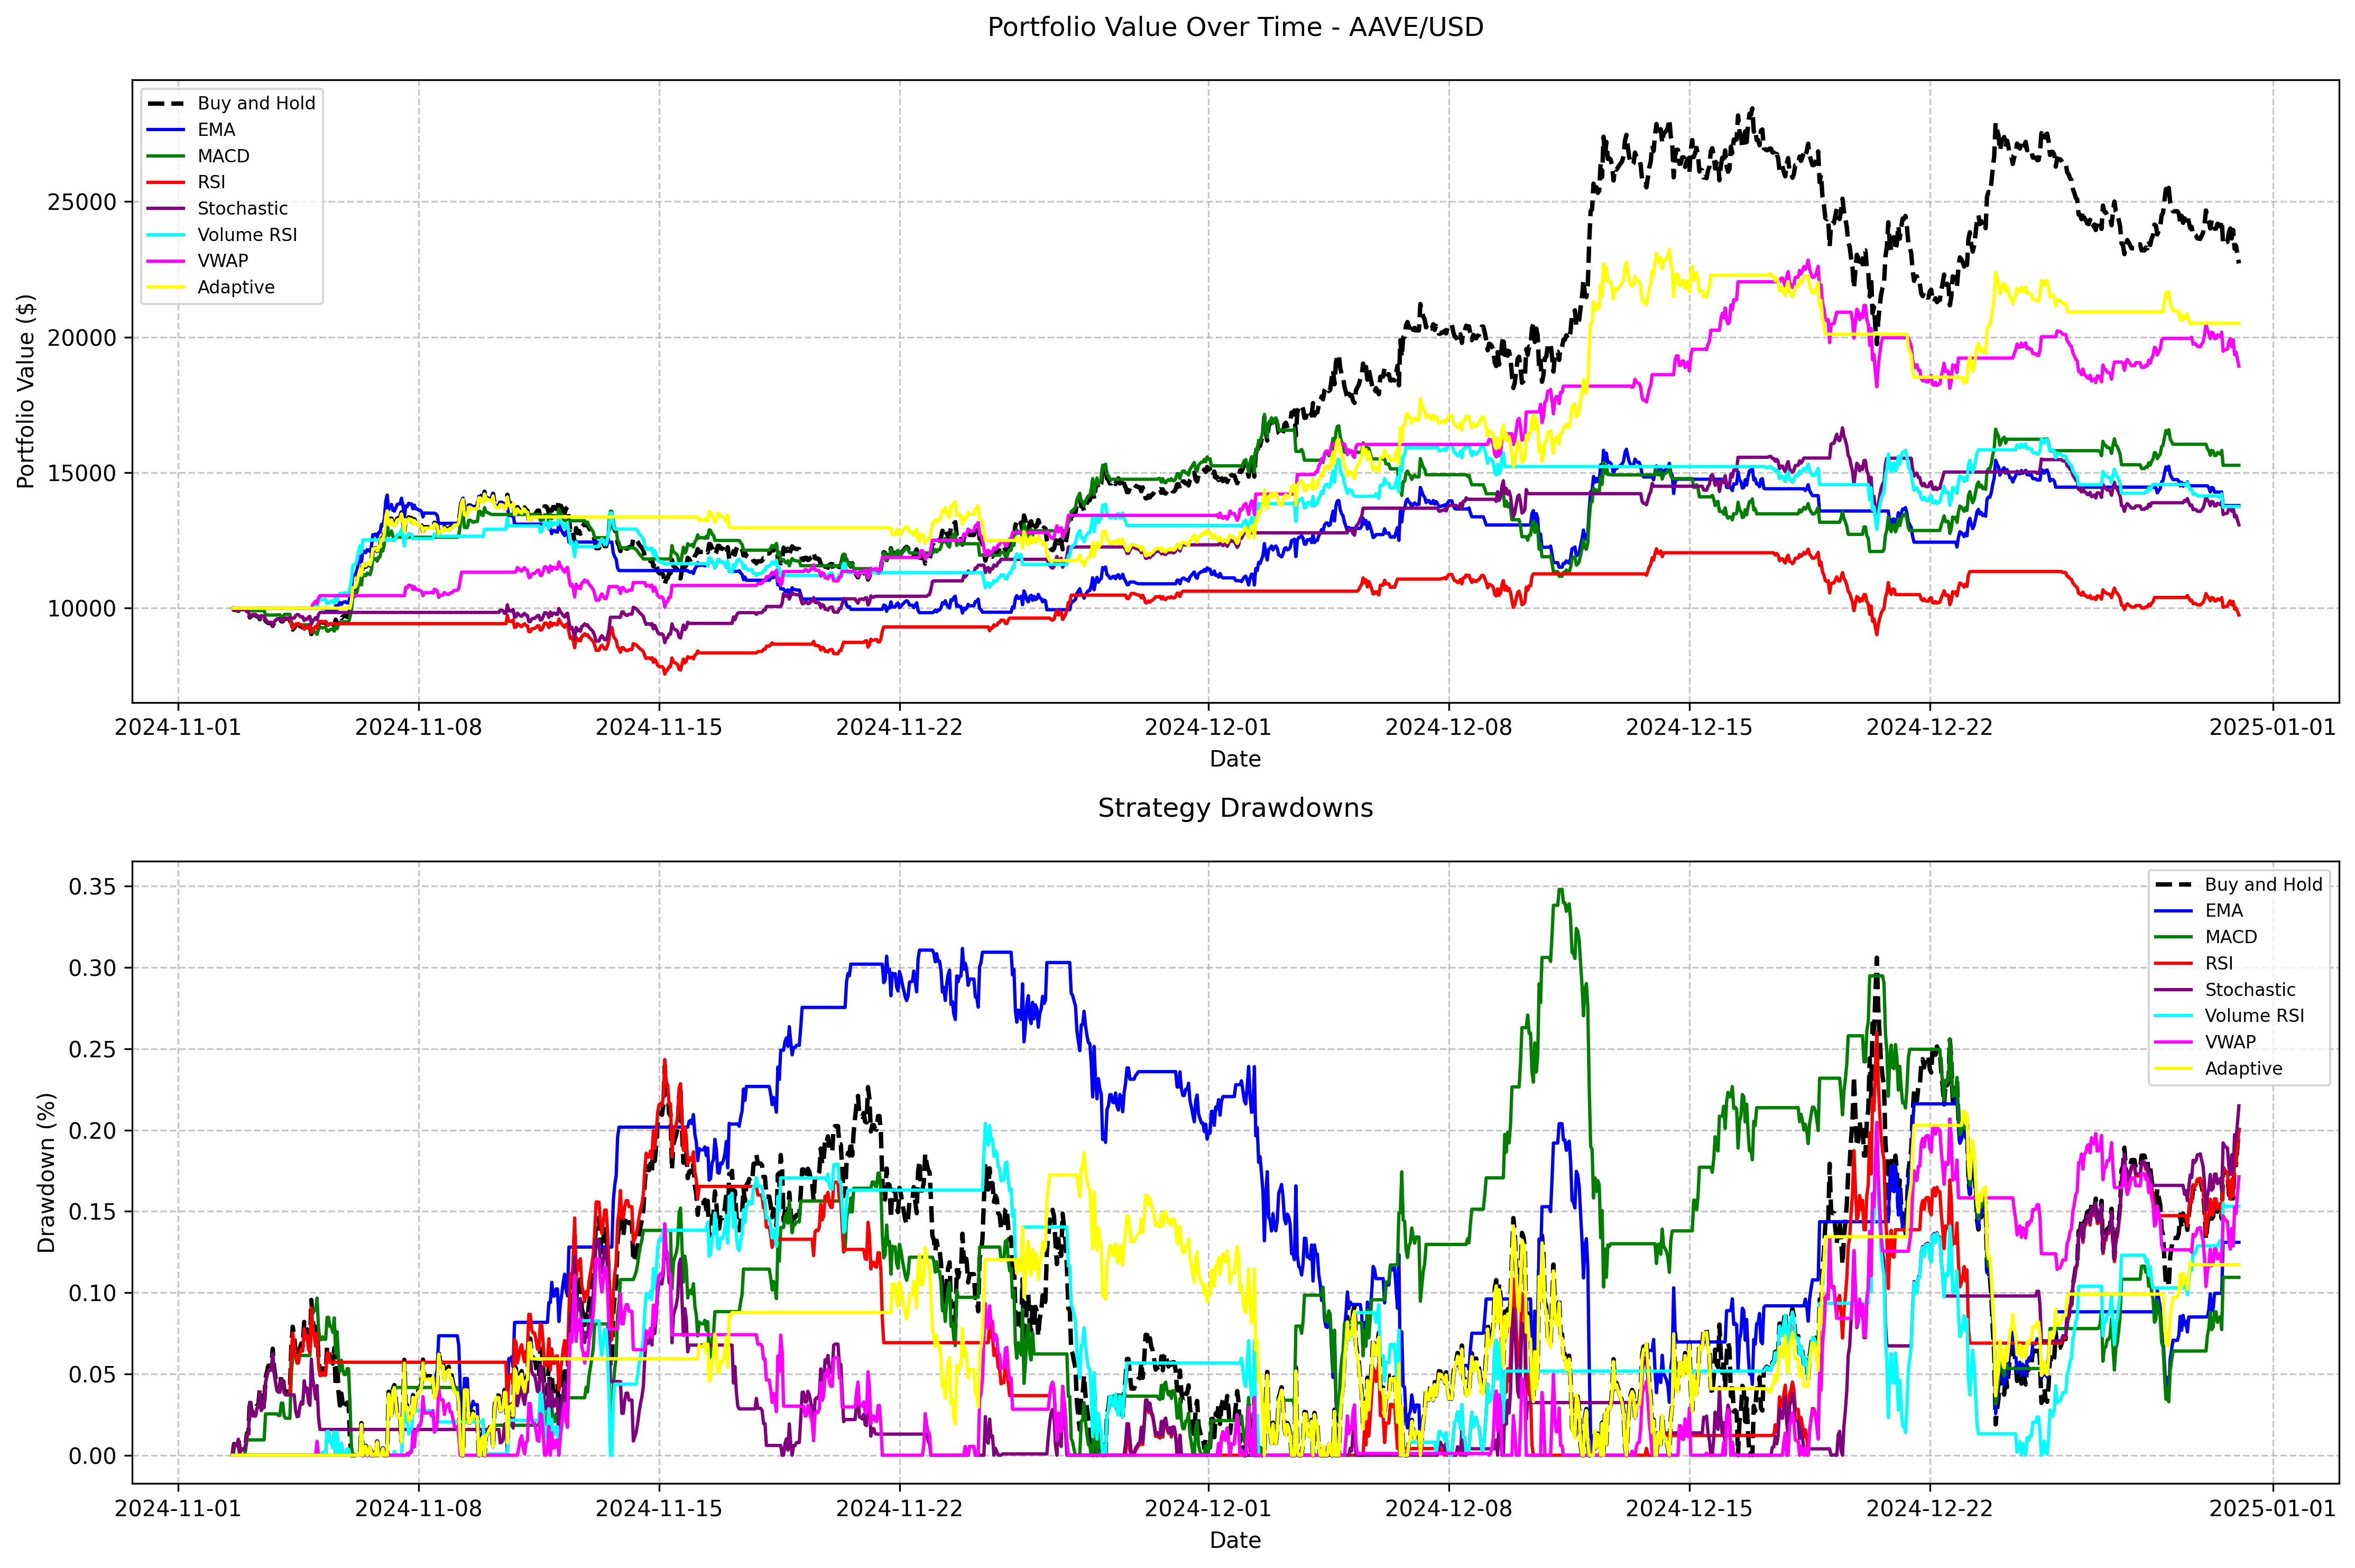 Portfolio Value Over Time - AAVE/USD
Portfolio Value ($)
25000
20000
15000
10000
Buy and Hold
EMA
MACD
RSI
Stochastic
Volume RSI
VWAP
Adaptive
2024-11-01 2024-11-08 2024-11-15 2024-11-22 2024-12-01 2024-12-08 2024-12-15 2024-12-22 2025-01-01
Date
Strategy Drawdowns
Drawdown (%)
0.35
0.30
0.25
0.20
0.15
0.10
0.05
0.00
Buy and Hold
EMA
MACD
RSI
Stochastic
Volume RSI
VWAP
Adaptive
2024-11-01 2024-11-08 2024-11-15 2024-11-22 2024-12-01 2024-12-08 2024-12-15 2024-12-22 2025-01-01
Date